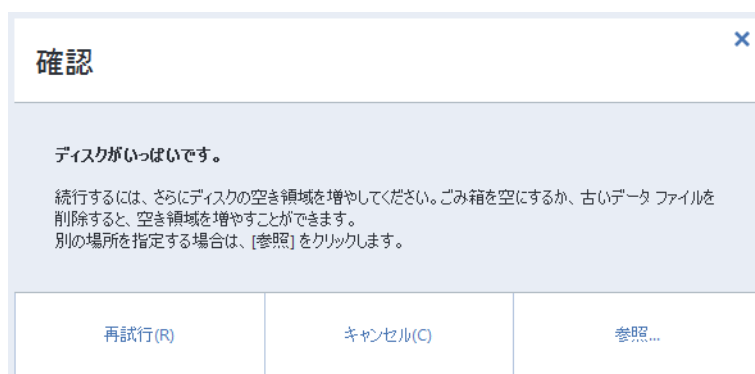 確認
ディスクがいっぱいです。
続行するには、さらにディスクの空き領域を増やしてください。ごみ箱を空にするか、古いデータ ファイルを
削除すると、空き領域を増やすことができます。
別の場所を指定する場合は、[参照] をクリックします。
再試行(R)
キャンセル(C)
参照...